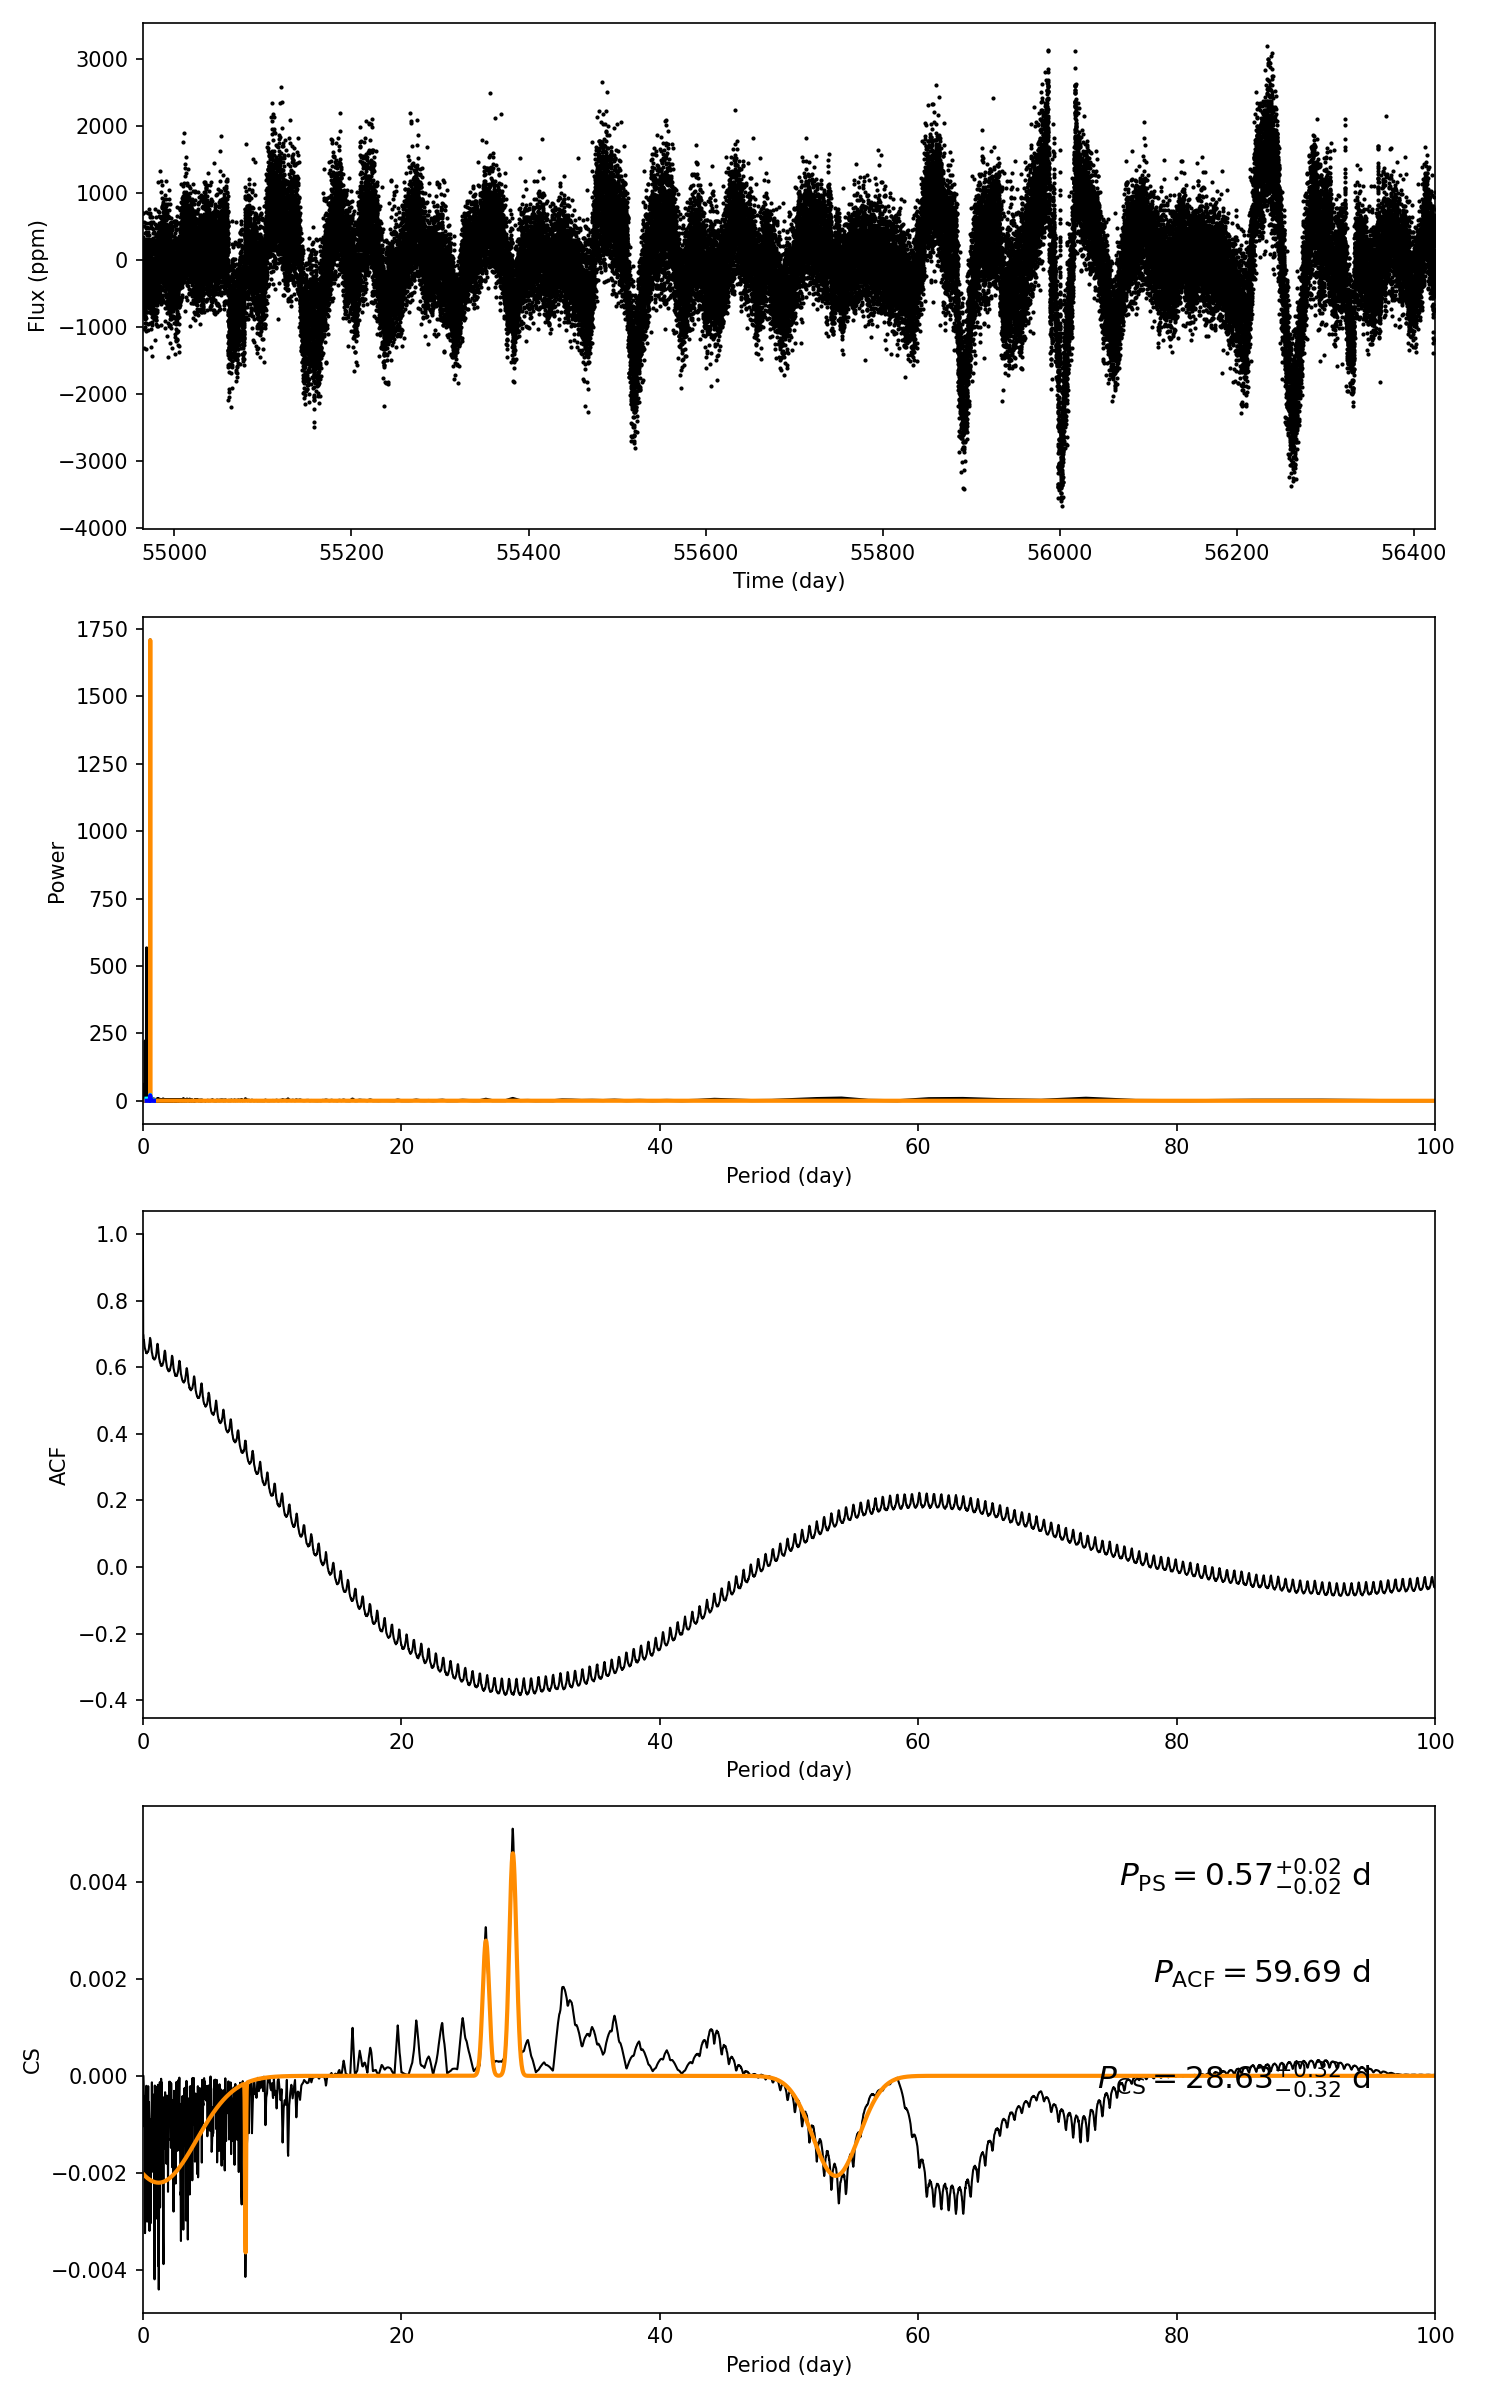 3000
2000
1000
0
−1000
−2000
−3000
−4000
Flux (ppm)
55000 55200 55400 55600 55800 56000 56200 56400
Time (day)
1750
1500
1250
1000
750
500
250
0
Power
0 20 40 60 80 100
Period (day)
1.0
0.8
0.6
0.4
0.2
0.0
−0.2
−0.4
ACF
0 20 40 60 80 100
Period (day)
0.004
0.002
0.000
−0.002
−0.004
CS
P_PS = 0.57 +0.02 −0.02 d
P_ACF = 59.69 d
P_CS = 28.63 +0.32 −0.32 d
0 20 40 60 80 100
Period (day)